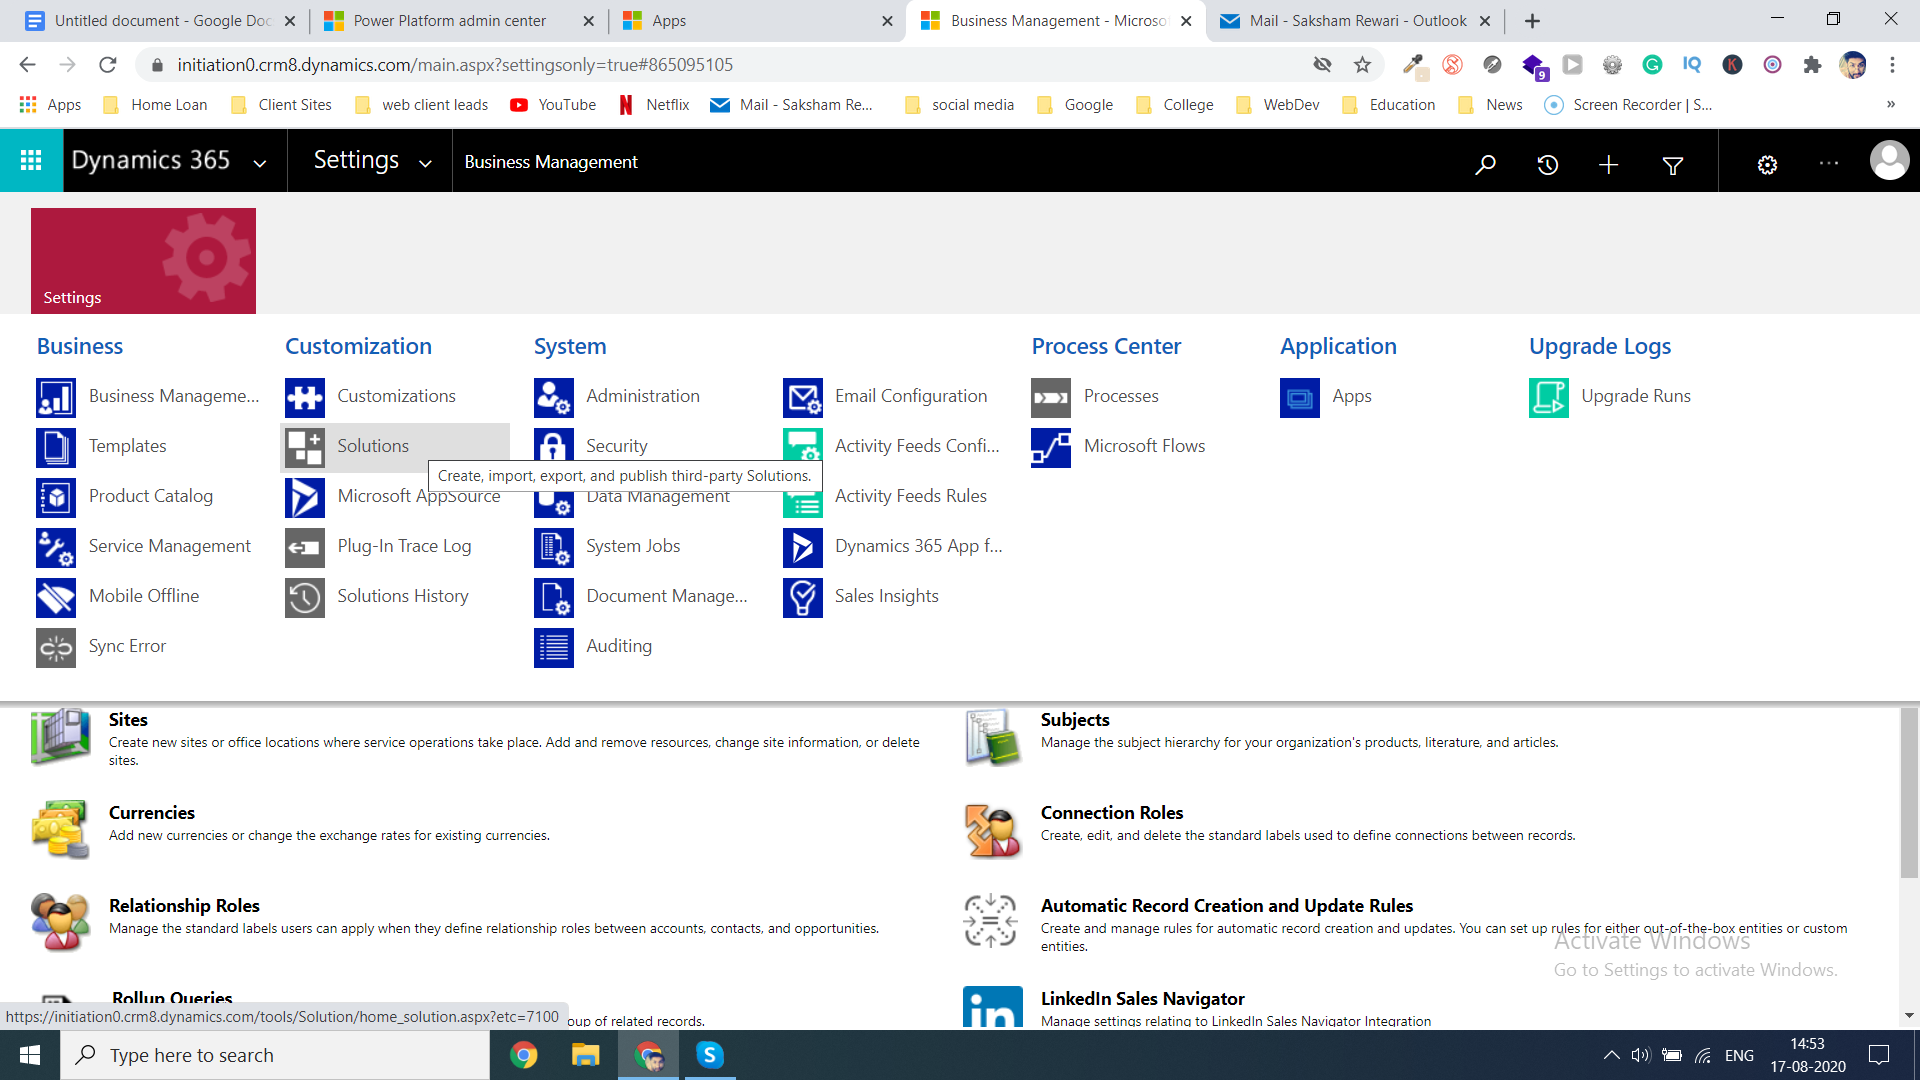 Untitled document - Google Doc
Power Platform admin center
Apps
Business Management - Microsof
Mail - Saksham Rewari - Outlook
initiation0.crm8.dynamics.com/main.aspx?settingsonly=true#865095105
9
IQ
K
Apps
Home Loan
Client Sites
web client leads
YouTube
Netflix
Mail - Saksham Re...
social media
Google
College
WebDev
Education
News
Screen Recorder | S...
»
Dynamics 365
Settings
Business Management
...
Settings
Business
Customization
System
Process Center
Application
Upgrade Logs
Business Manageme...
Customizations
Administration
Email Configuration
Processes
Apps
Upgrade Runs
Templates
Solutions
Security
Activity Feeds Confi...
Microsoft Flows
Create, import, export, and publish third-party Solutions.
Product Catalog
Microsoft AppSource
Data Management
Activity Feeds Rules
Service Management
Plug-In Trace Log
System Jobs
Dynamics 365 App f...
Mobile Offline
Solutions History
Document Manage...
Sales Insights
Sync Error
Auditing
Sites
Create new sites or office locations where service operations take place. Add and remove resources, change site information, or delete
sites.
Subjects
Manage the subject hierarchy for your organization's products, literature, and articles.
Currencies
Add new currencies or change the exchange rates for existing currencies.
Connection Roles
Create, edit, and delete the standard labels used to define connections between records.
Relationship Roles
Manage the standard labels users can apply when they define relationship roles between accounts, contacts, and opportunities.
Automatic Record Creation and Update Rules
Create and manage rules for automatic record creation and updates. You can set up rules for either out-of-the-box entities or custom
entities.
Activate Windows
Go to Settings to activate Windows.
Rollup Queries
oup of related records.
LinkedIn Sales Navigator
Manage settings relating to LinkedIn Sales Navigator Integration
in
https://initiation0.crm8.dynamics.com/tools/Solution/home_solution.aspx?etc=7100
Type here to search
ENG
14:53
17-08-2020